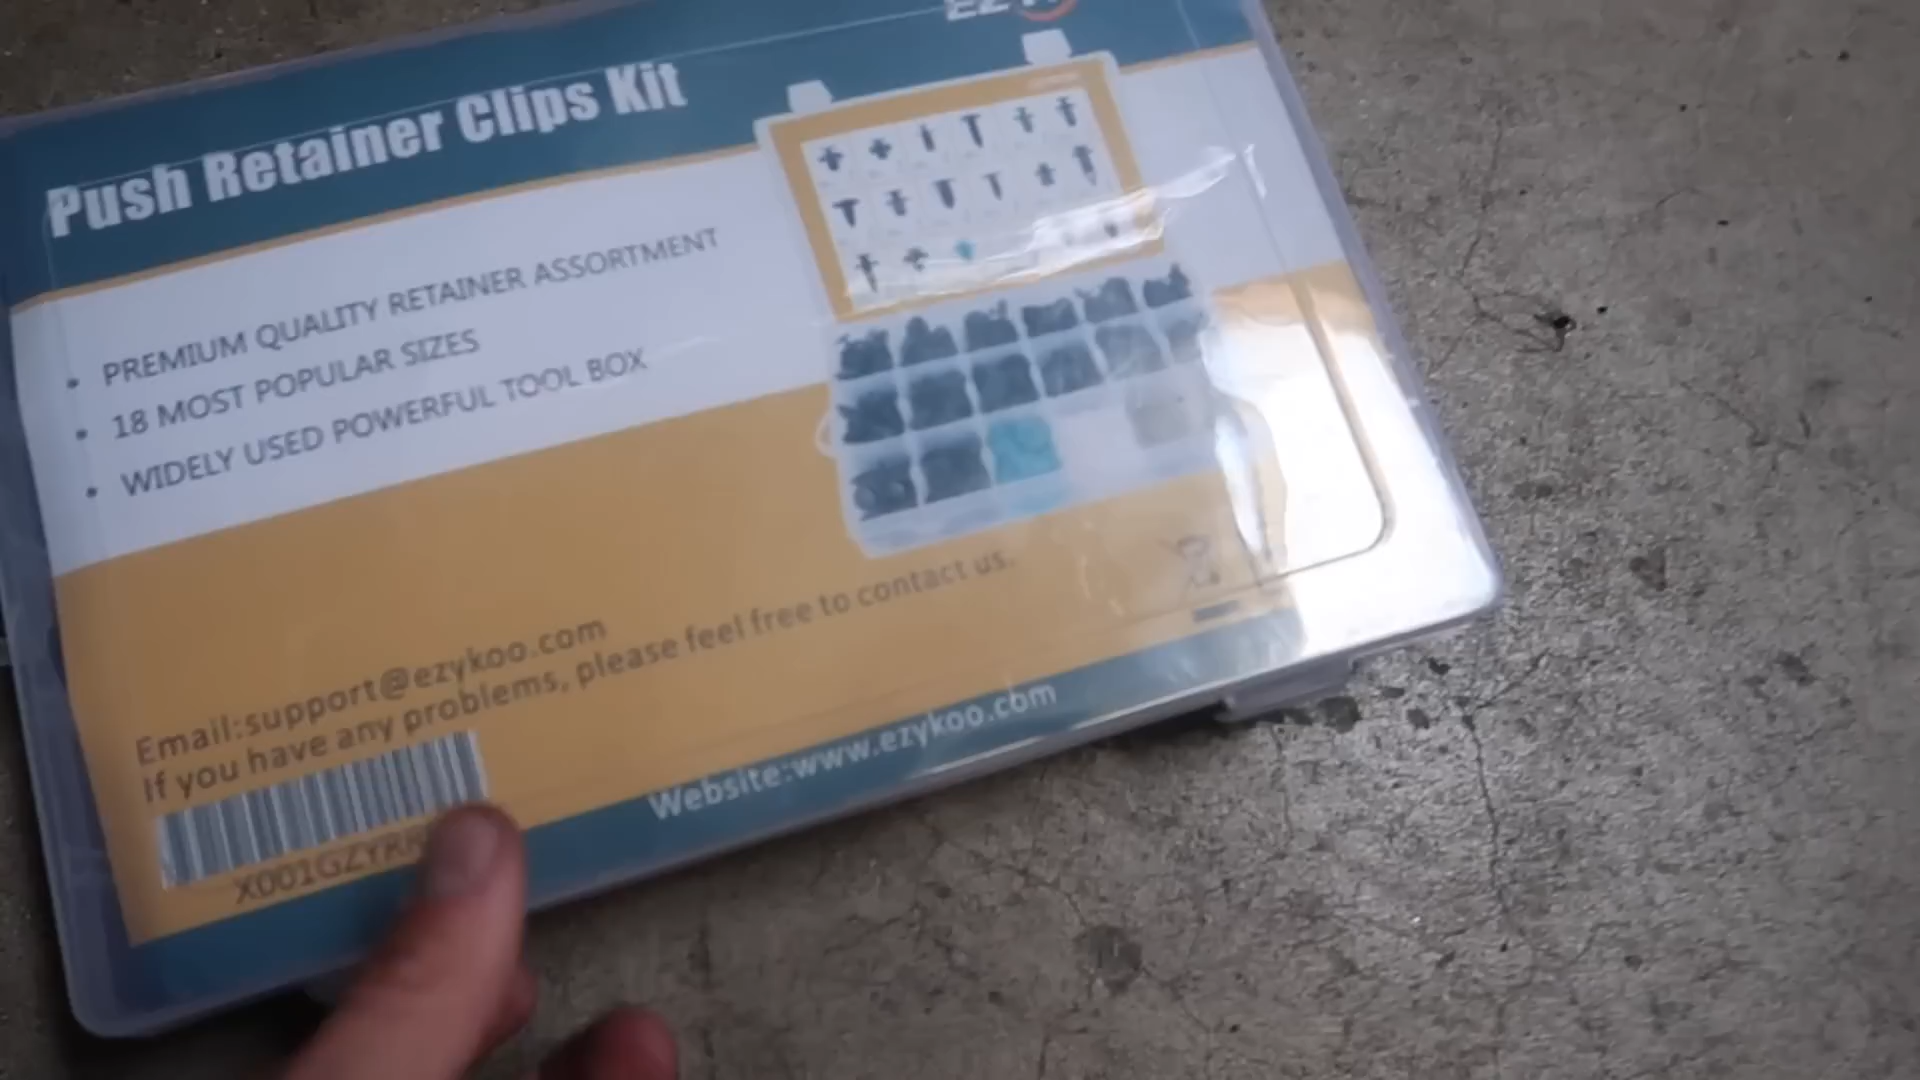 Push Retainer Clips Kit
• PREMIUM QUALITY RETAINER ASSORTMENT
• 18 MOST POPULAR SIZES
• WIDELY USED POWERFUL TOOL BOX
Email:support@ezykoo.com
If you have any problems, please feel free to contact us.
Website:www.ezykoo.com